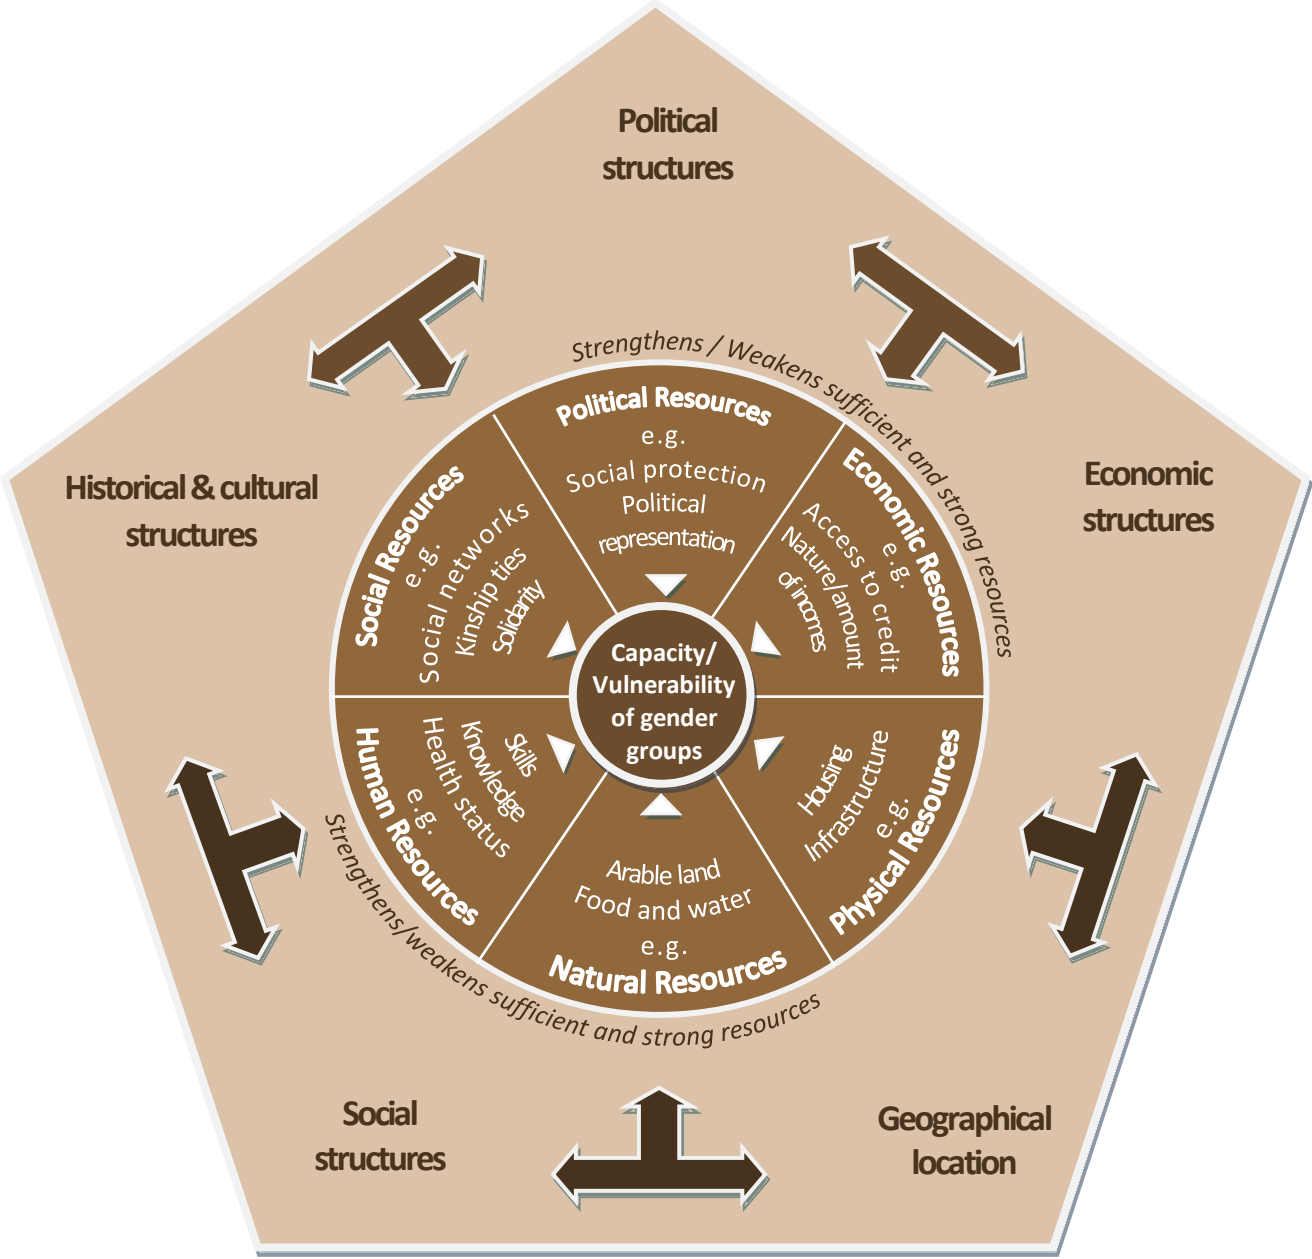 Political
structures
Historical & cultural
structures
Economic
structures
Social
structures
Geographical
location
Strengthens / Weakens sufficient and strong resources
Strengthens/weakens sufficient and strong resources
Political Resources
e.g.
Social protection
Political
representation
Economic Resources
e.g.
Access to credit
Nature/amount
of incomes
Physical Resources
e.g.
Infrastructure
Housing
Arable land
Food and water
e.g.
Natural Resources
Human Resources
e.g.
Health status
Knowledge
Skills
Social Resources
e.g.
Social networks
Kinship ties
Solidarity
Capacity/
Vulnerability
of gender
groups